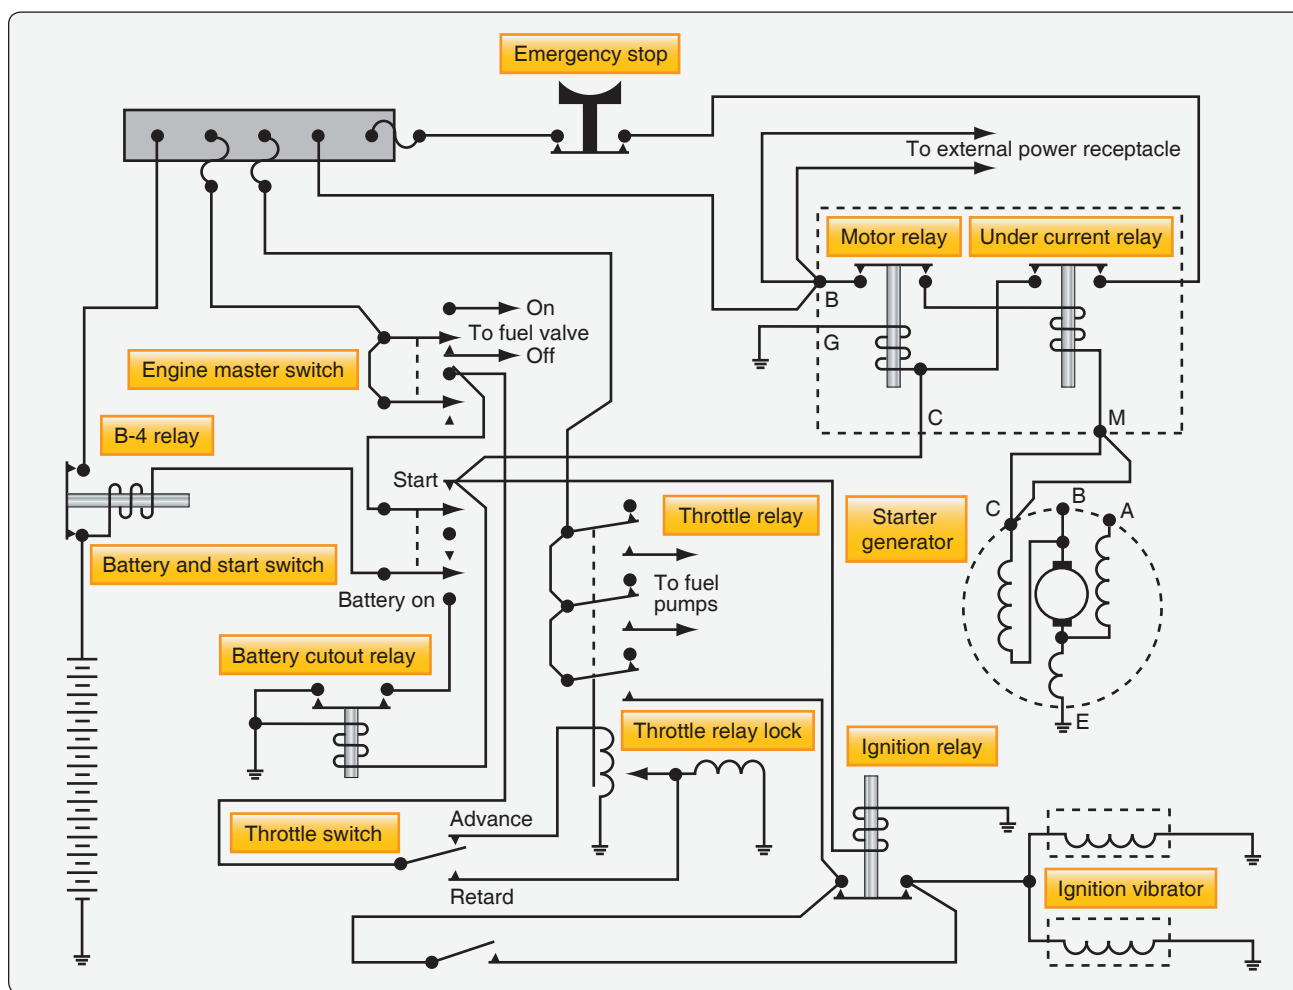 Emergency stop
To external power receptacle
Motor relay
Under current relay
B
G
On
To fuel valve
Off
Engine master switch
C
M
B-4 relay
Start
Throttle relay
Starter
generator
C
B
A
Battery and start switch
Battery on
To fuel
pumps
Battery cutout relay
E
Throttle relay lock
Ignition relay
Advance
Throttle switch
Retard
Ignition vibrator